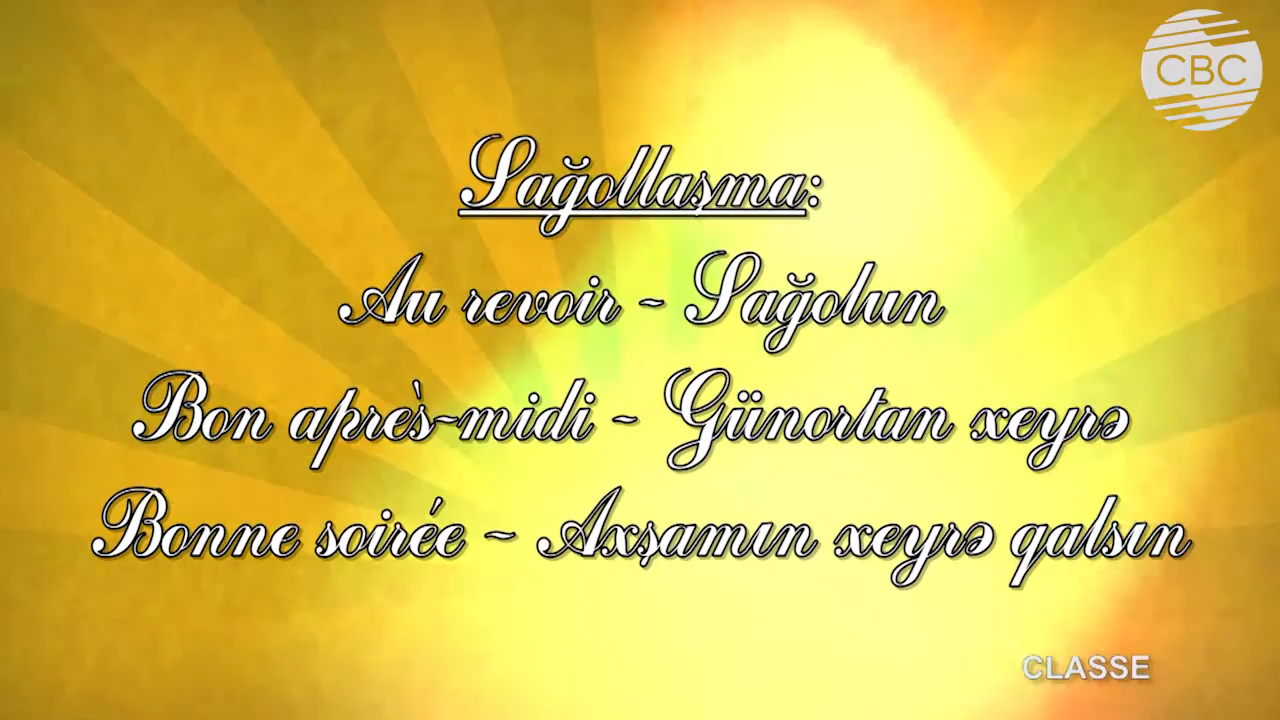 CBC
Sağollaşma:
Au revoir - Sağolun
Bon après-midi - Günortan xeyrə
Bonne soirée - Axşamın xeyrə qalsın
CLASSE